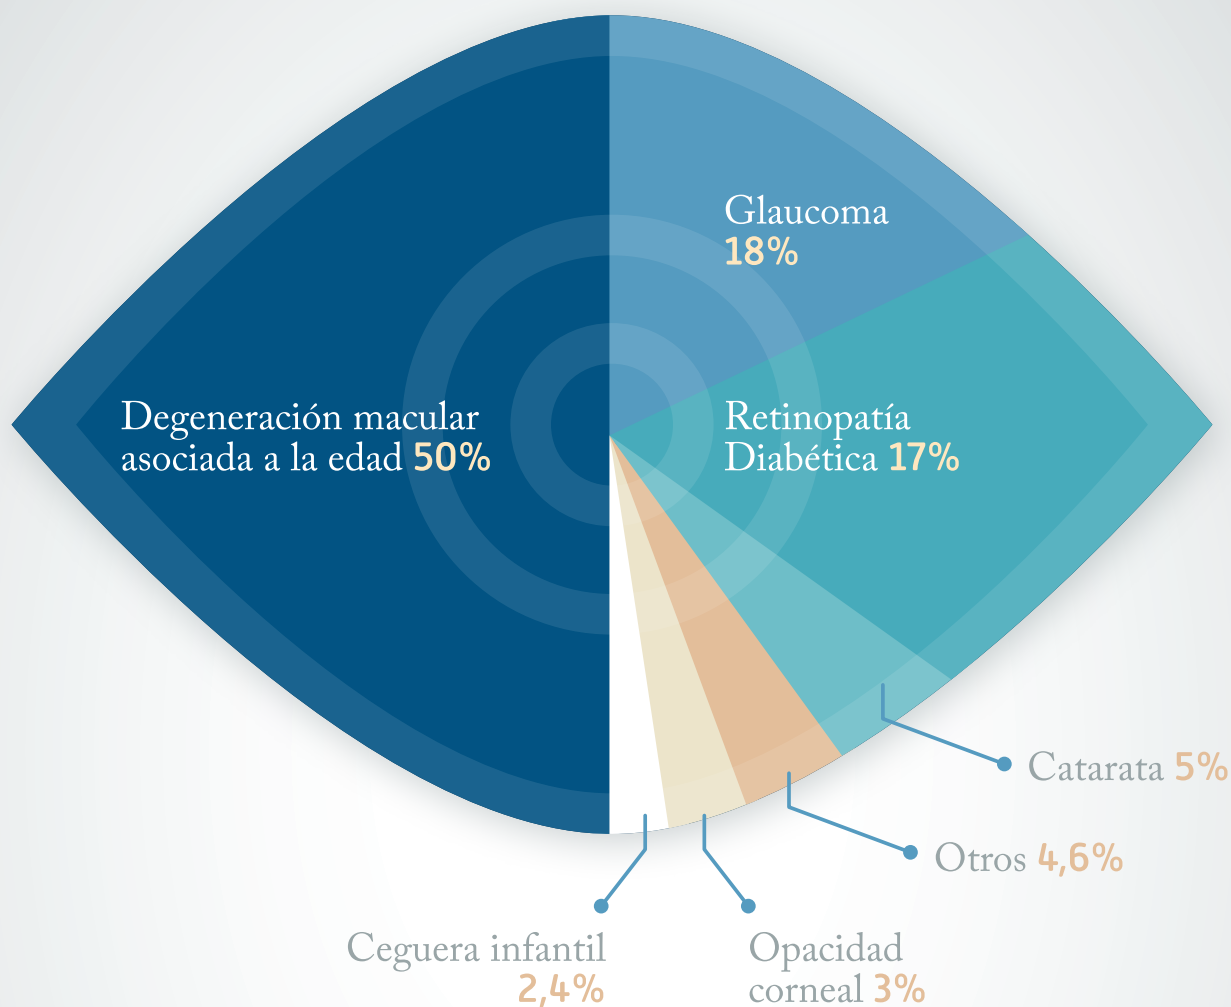 Glaucoma
18%
Degeneración macular
asociada a la edad 50%
Retinopatía
Diabética 17%
Catarata 5%
Otros 4,6%
Ceguera infantil
2,4%
Opacidad
corneal 3%